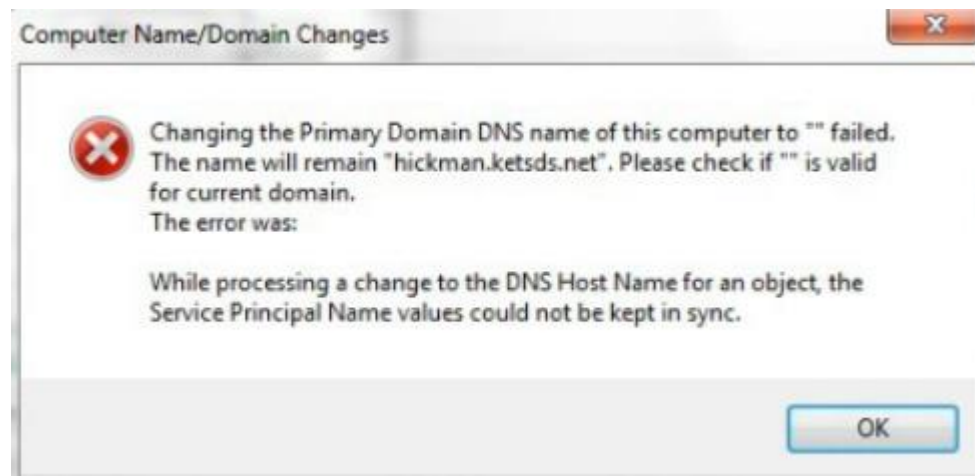 Computer Name/Domain Changes
Changing the Primary Domain DNS name of this computer to "" failed.
The name will remain "hickman.ketsds.net". Please check if "" is valid
for current domain.
The error was:
While processing a change to the DNS Host Name for an object, the
Service Principal Name values could not be kept in sync.
OK